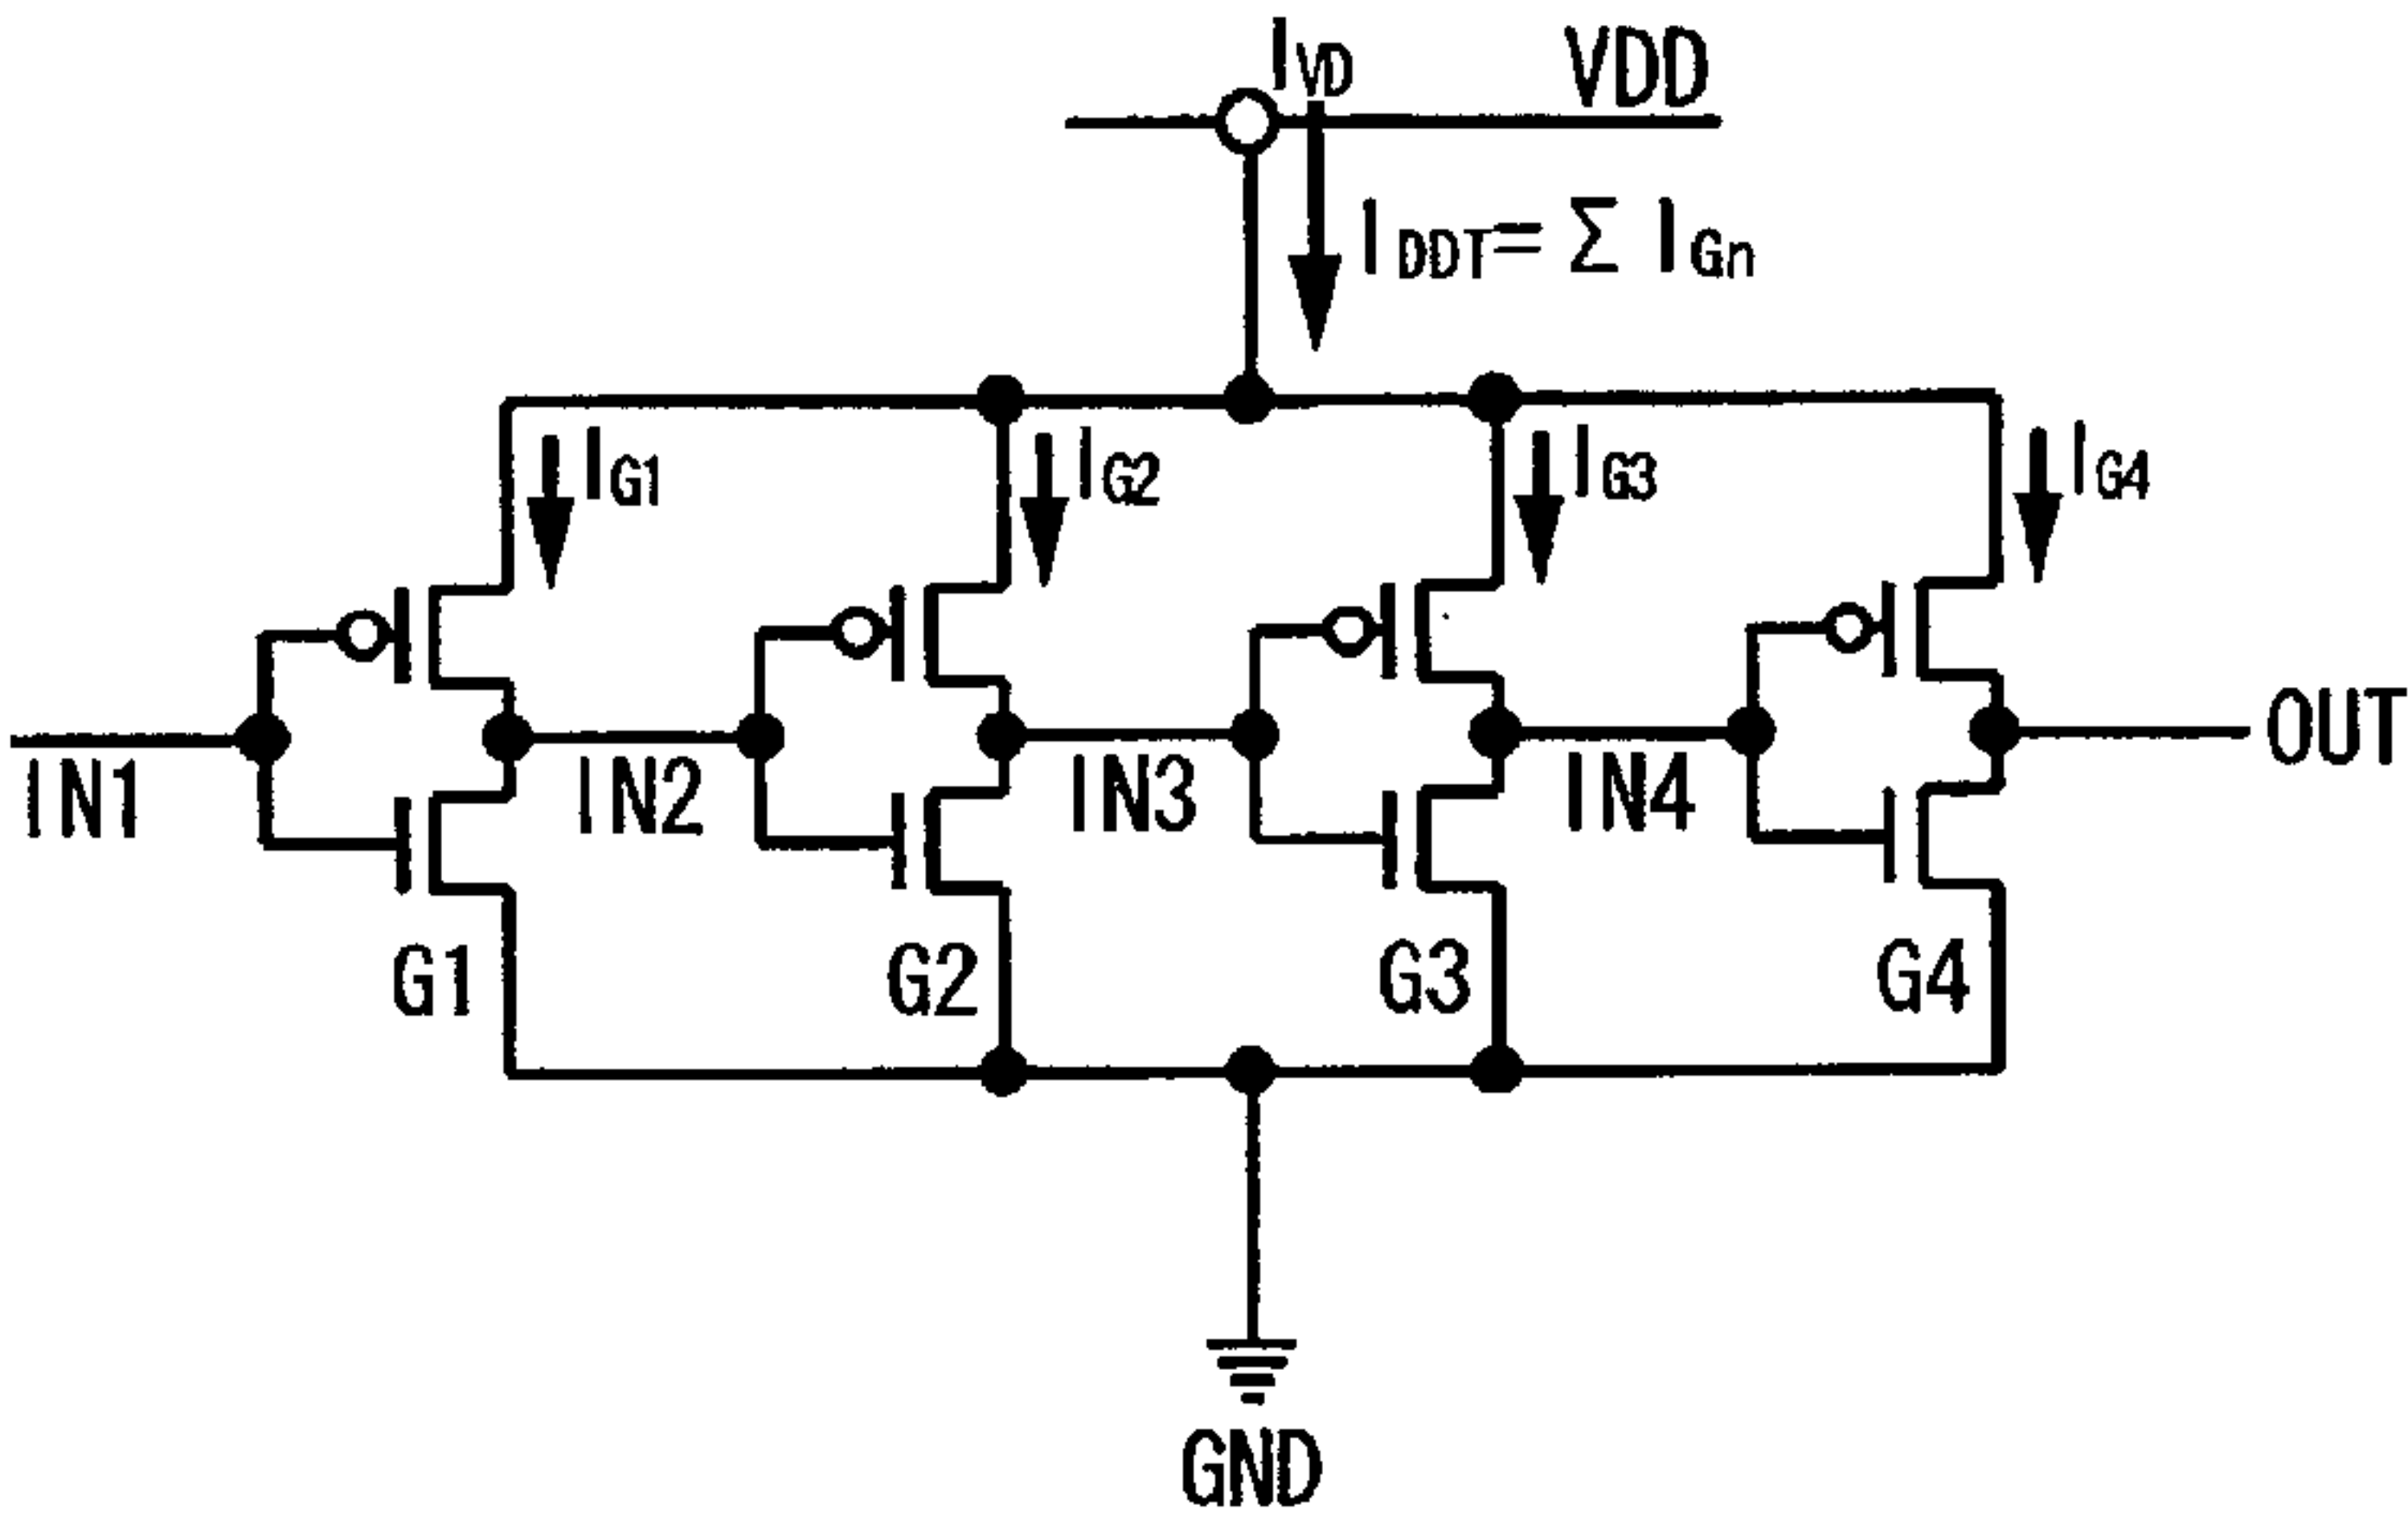 IVD VDD
IDDT=Σ IGn
IG1 IG2 IG3 IG4
OUT
IN1 IN2 IN3 IN4
G1 G2 G3 G4
GND